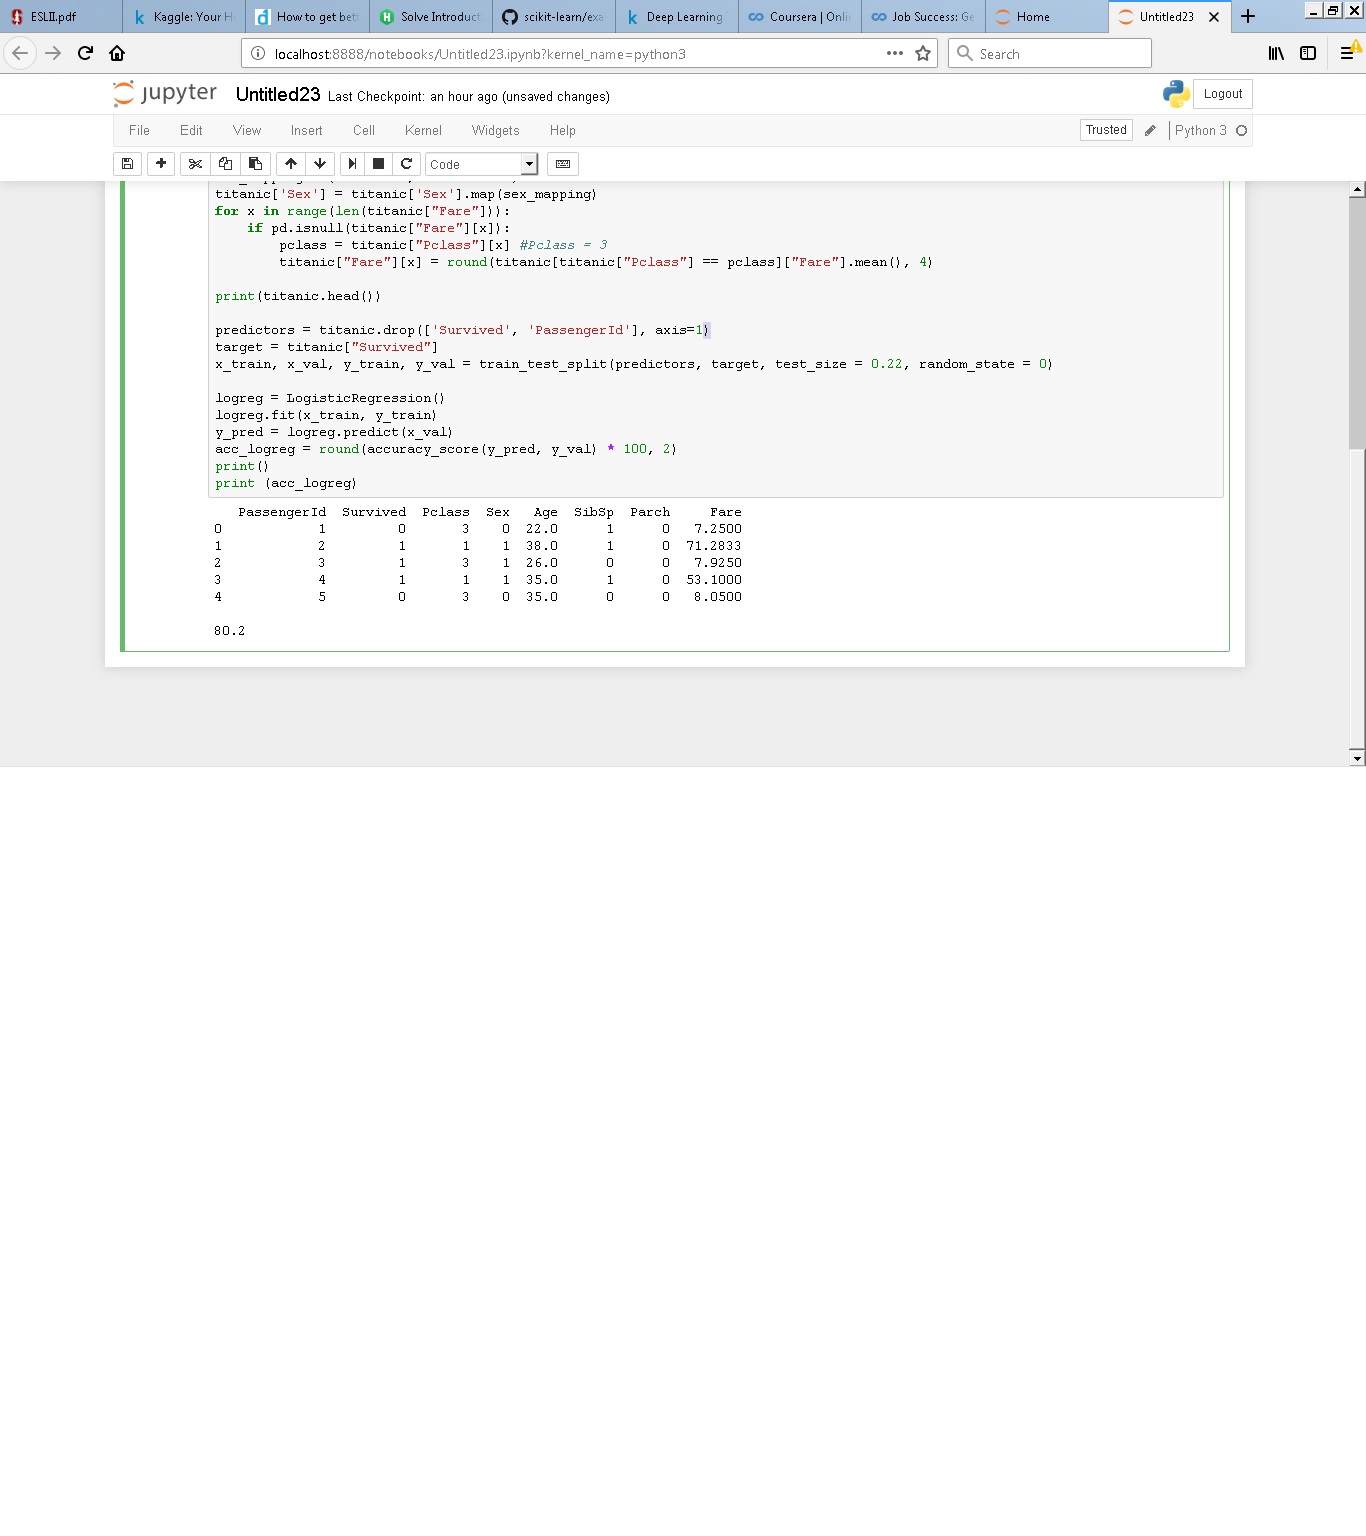 ESLII.pdf
Kaggle: Your H
How to get bett
Solve Introduct
scikit-learn/exa
Deep Learning
Coursera | Onli
Job Success: Ge
Home
Untitled23
localhost:8888/notebooks/Untitled23.ipynb?kernel_name=python3
Search
jupyter Untitled23 Last Checkpoint: an hour ago (unsaved changes)
Logout
File Edit View Insert Cell Kernel Widgets Help
Trusted
Python 3
Code
titanic['Sex'] = titanic['Sex'].map(sex_mapping)
for x in range(len(titanic["Fare"])):
    if pd.isnull(titanic["Fare"][x]):
        pclass = titanic["Pclass"][x] #Pclass = 3
        titanic["Fare"][x] = round(titanic[titanic["Pclass"] == pclass]["Fare"].mean(), 4)
print(titanic.head())
predictors = titanic.drop(['Survived', 'PassengerId'], axis=1)
target = titanic["Survived"]
x_train, x_val, y_train, y_val = train_test_split(predictors, target, test_size = 0.22, random_state = 0)
logreg = LogisticRegression()
logreg.fit(x_train, y_train)
y_pred = logreg.predict(x_val)
acc_logreg = round(accuracy_score(y_pred, y_val) * 100, 2)
print()
print (acc_logreg)
PassengerId Survived Pclass Sex Age SibSp Parch Fare
0 1 0 3 0 22.0 1 0 7.2500
1 2 1 1 1 38.0 1 0 71.2833
2 3 1 3 1 26.0 0 0 7.9250
3 4 1 1 1 35.0 1 0 53.1000
4 5 0 3 0 35.0 0 0 8.0500
80.2